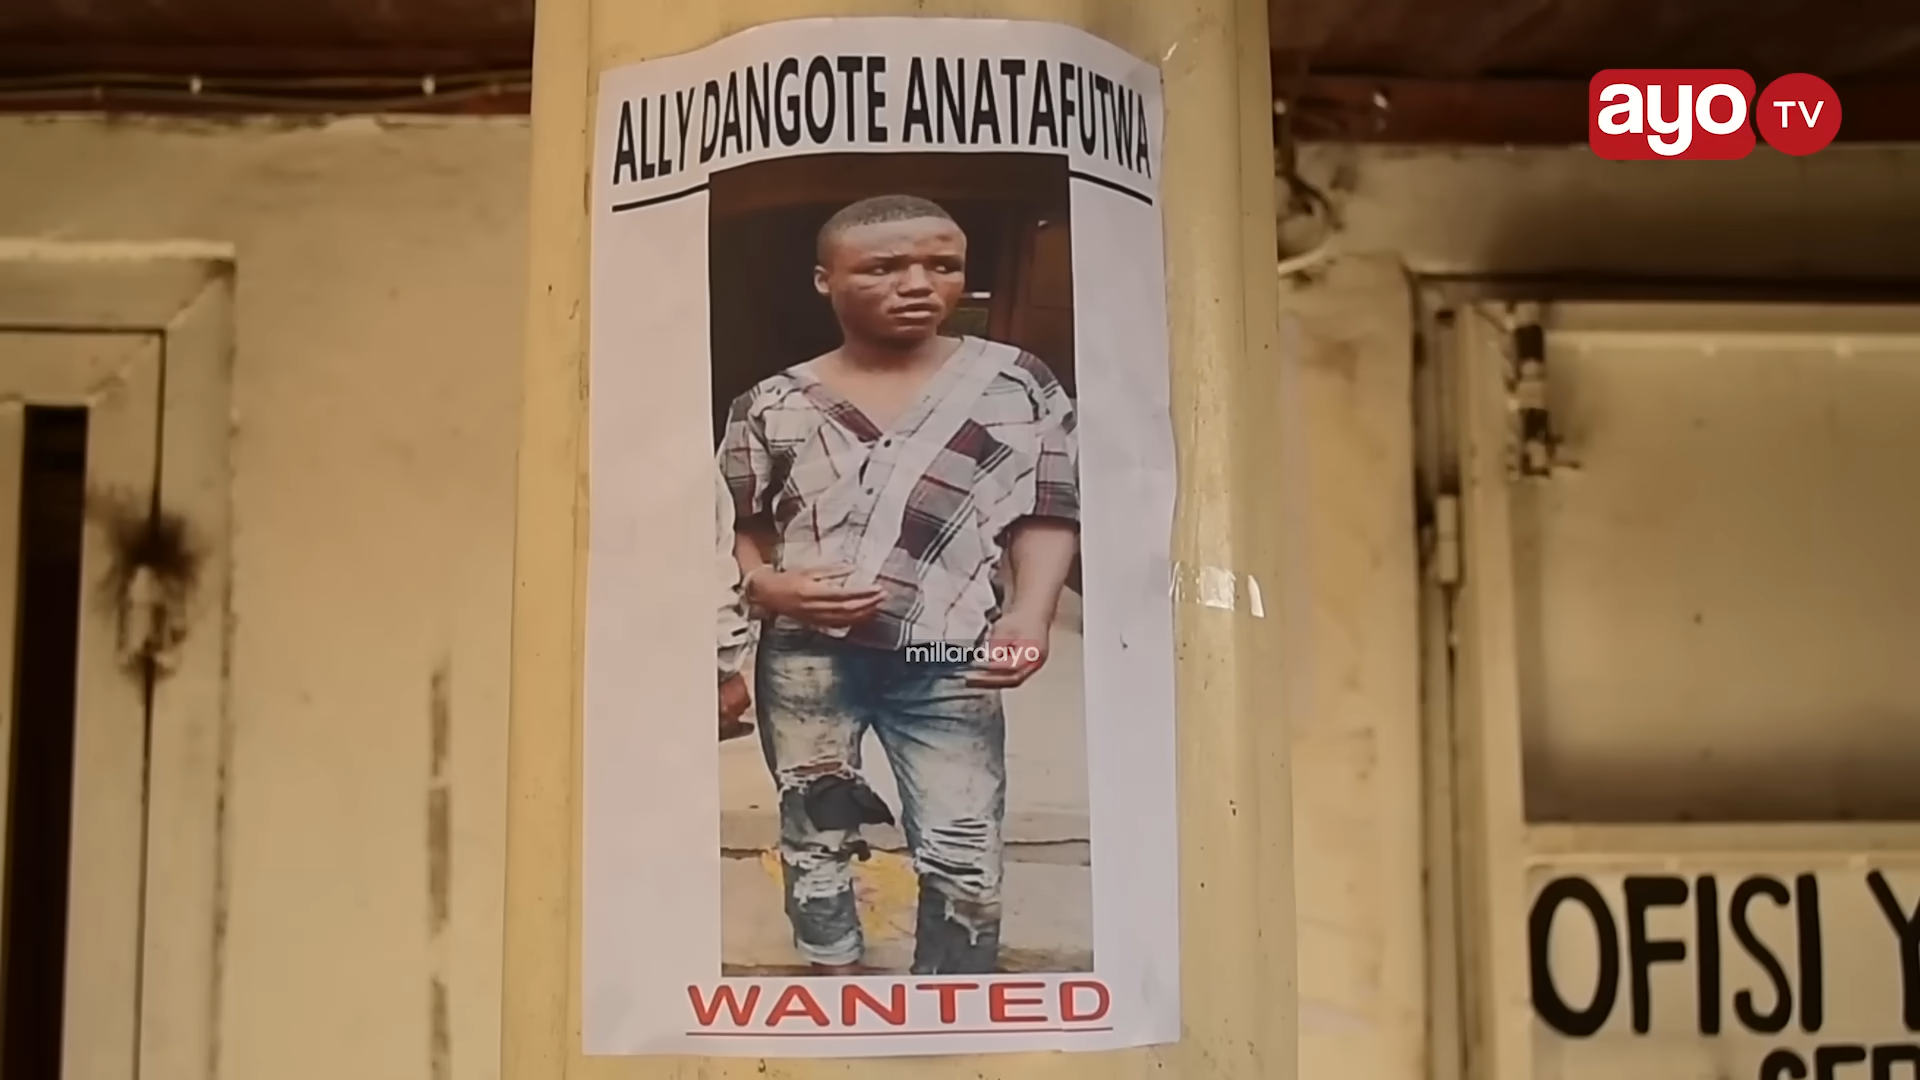 ayo TV
ALLY DANGOTE ANATAFUTWA
millardayo
WANTED
OFISI Y